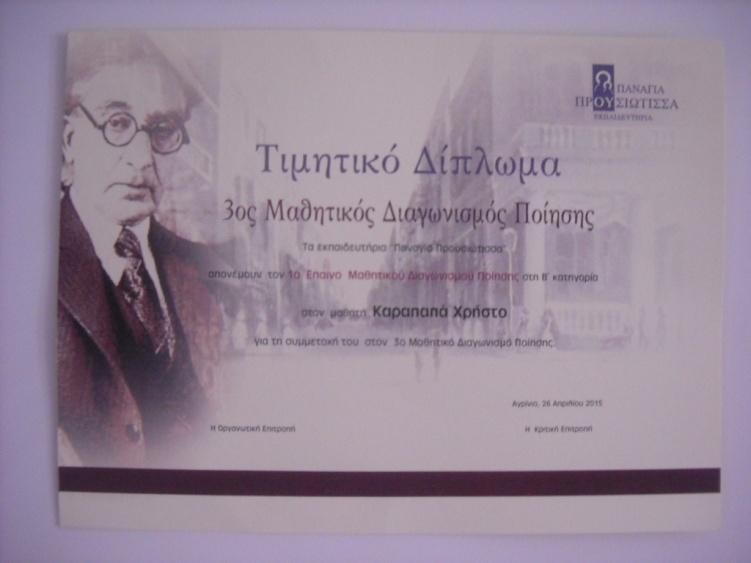 ΠΑΝΑΓΙΑ
ΠΡΟΥΣΙΩΤΙΣΣΑ
ΕΚΠΑΙΔΕΥΤΗΡΙΑ
Τιμητικό Δίπλωμα
3ος Μαθητικός Διαγωνισμός Ποίησης
Τα εκπαιδευτήρια "Παναγία Προυσιώτισσα"
απονέμουν τον 1ο Έπαινο Μαθητικού Διαγωνισμού Ποίησης στη Β' κατηγορία
στον μαθητή Καραπαπά Χρήστο
για τη συμμετοχή του στον 3ο Μαθητικό Διαγωνισμό Ποίησης.
Αγρίνιο, 26 Απριλίου 2015
Η Οργανωτική Επιτροπή
Η Κριτική Επιτροπή